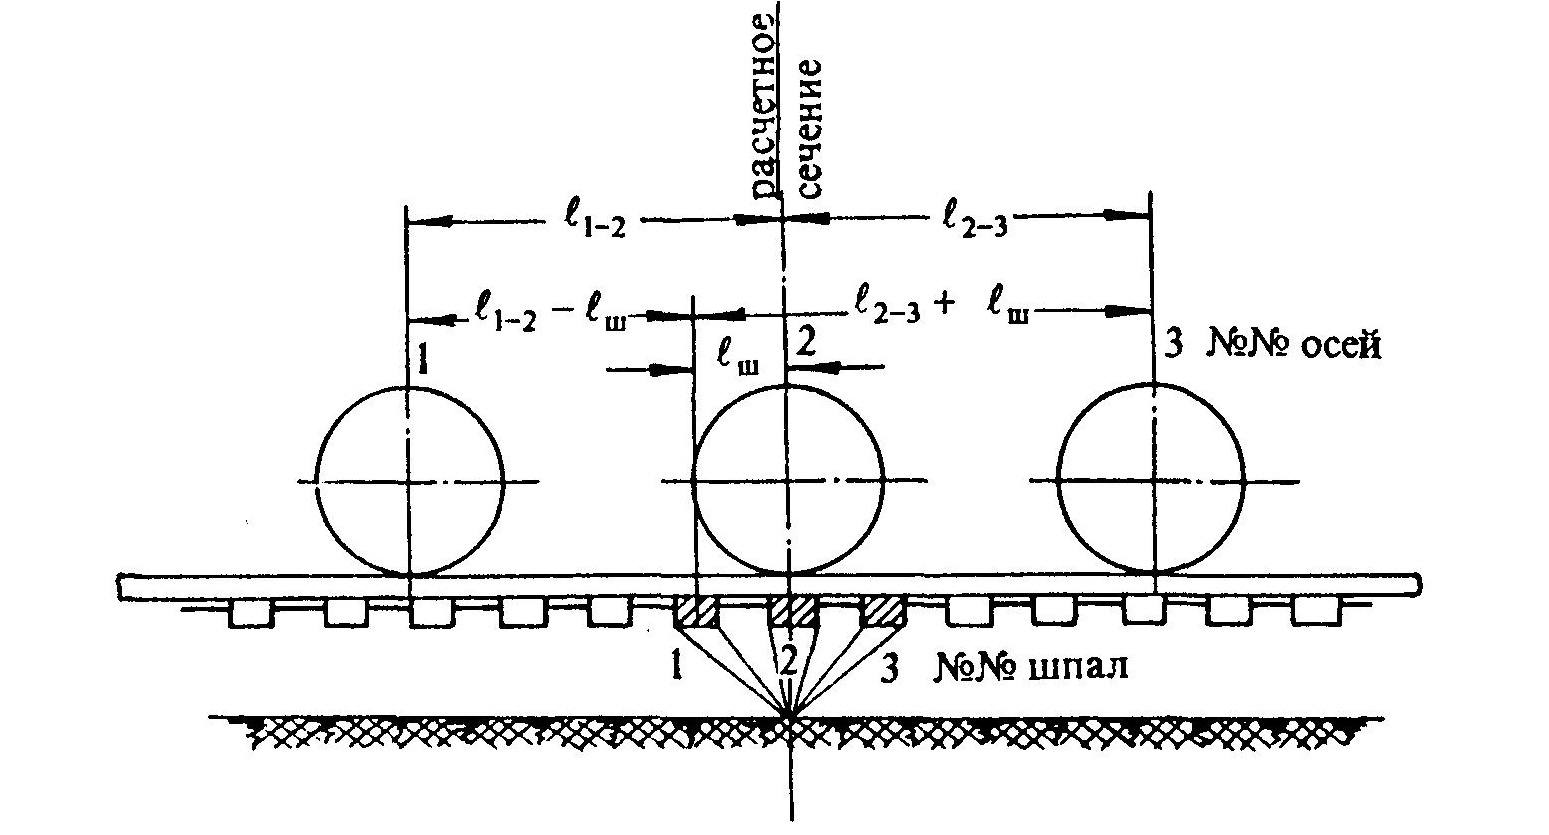 расчетное
сечение
ℓ1-2
ℓ2-3
ℓ1-2 - ℓш
ℓ2-3 + ℓш
1
ℓш
2
3 №№ осей
1
2
3 №№ шпал